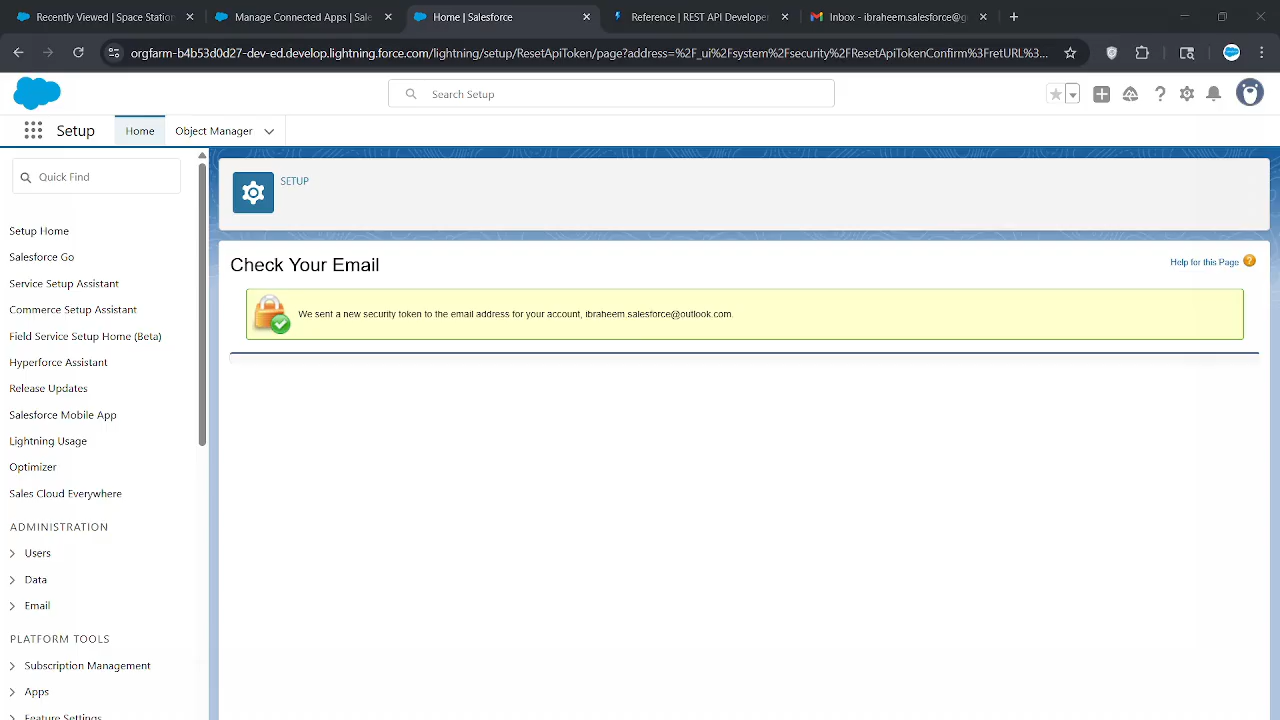 Recently Viewed | Space Station
Manage Connected Apps | Sale
Home | Salesforce
Reference | REST API Developer
Inbox - ibraheem.salesforce@g
orgfarm-b4b53d0d27-dev-ed.develop.lightning.force.com/lightning/setup/ResetApiToken/page?address=%2F_ui%2Fsystem%2Fsecurity%2FResetApiTokenConfirm%3FretURL%3...
Search Setup
Setup
Home
Object Manager
Quick Find
Setup Home
Salesforce Go
Service Setup Assistant
Commerce Setup Assistant
Field Service Setup Home (Beta)
Hyperforce Assistant
Release Updates
Salesforce Mobile App
Lightning Usage
Optimizer
Sales Cloud Everywhere
ADMINISTRATION
Users
Data
Email
PLATFORM TOOLS
Subscription Management
Apps
Feature Settings
SETUP
Check Your Email
Help for this Page
We sent a new security token to the email address for your account, ibraheem.salesforce@outlook.com.